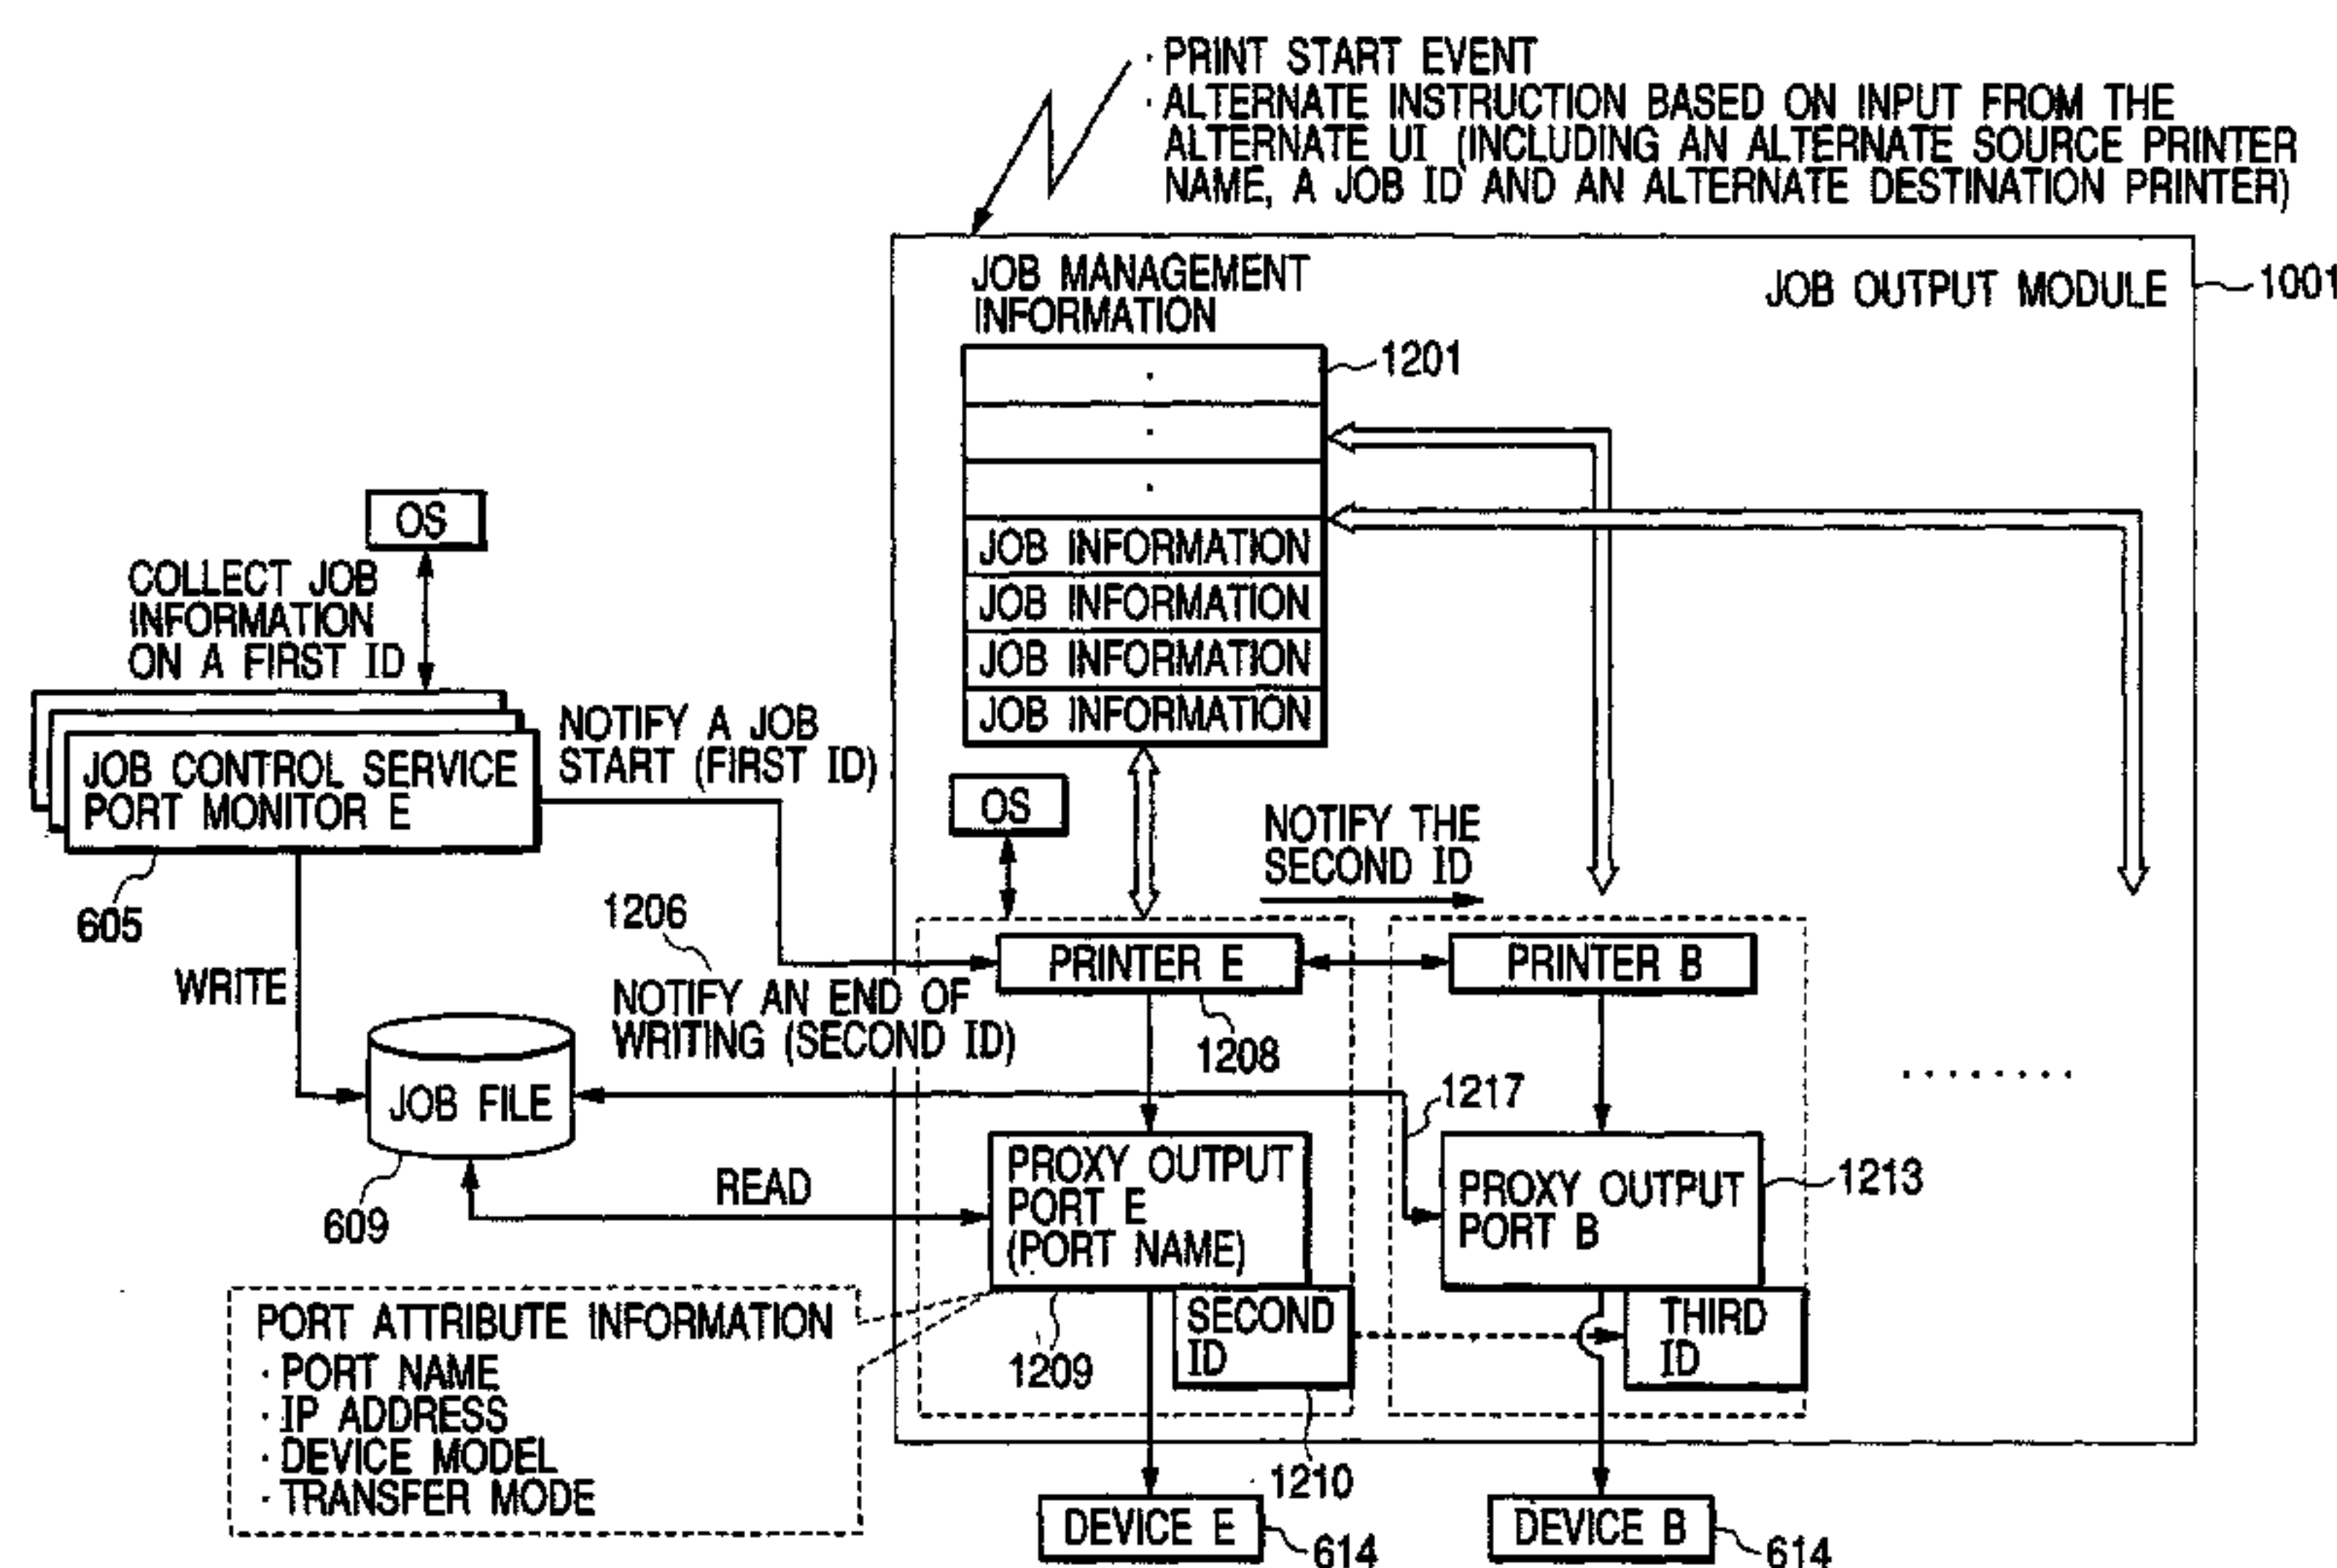 · PRINT START EVENT
· ALTERNATE INSTRUCTION BASED ON INPUT FROM THE
ALTERNATE UI (INCLUDING AN ALTERNATE SOURCE PRINTER
NAME, A JOB ID AND AN ALTERNATE DESTINATION PRINTER)
JOB MANAGEMENT
INFORMATION
JOB OUTPUT MODULE
1001
1201
·
·
·
JOB INFORMATION
JOB INFORMATION
JOB INFORMATION
JOB INFORMATION
OS
COLLECT JOB
INFORMATION
ON A FIRST ID
JOB CONTROL SERVICE
PORT MONITOR E
605
NOTIFY A JOB
START (FIRST ID)
OS
NOTIFY THE
SECOND ID
1206
NOTIFY AN END OF
WRITING (SECOND ID)
WRITE
PRINTER E
1208
PRINTER B
JOB FILE
609
READ
1217
PROXY OUTPUT
PORT E
(PORT NAME)
1209
SECOND
ID
1210
PROXY OUTPUT
PORT B
1213
THIRD
ID
........
PORT ATTRIBUTE INFORMATION
· PORT NAME
· IP ADDRESS
· DEVICE MODEL
· TRANSFER MODE
DEVICE E
614
DEVICE B
614